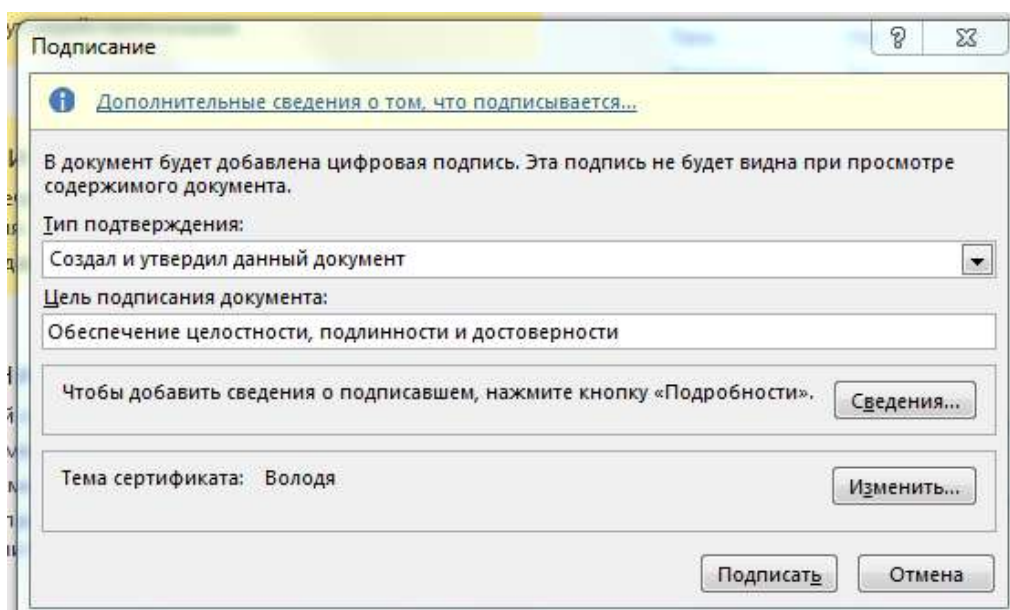 Подписание
Дополнительные сведения о том, что подписывается...
В документ будет добавлена цифровая подпись. Эта подпись не будет видна при просмотре
содержимого документа.
Тип подтверждения:
Создал и утвердил данный документ
Цель подписания документа:
Обеспечение целостности, подлинности и достоверности
Чтобы добавить сведения о подписавшем, нажмите кнопку «Подробности». Сведения...
Тема сертификата: Володя Изменить...
Подписать Отмена